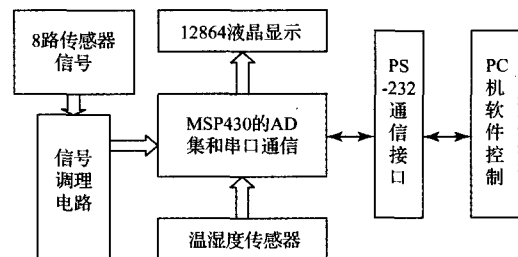 8路传感器
信号
12864液晶显示
信号
调理
电路
MSP430的AD
集和串口通信
温湿度传感器
PS
-232
通
信
接
口
PC
机
软
件
控
制